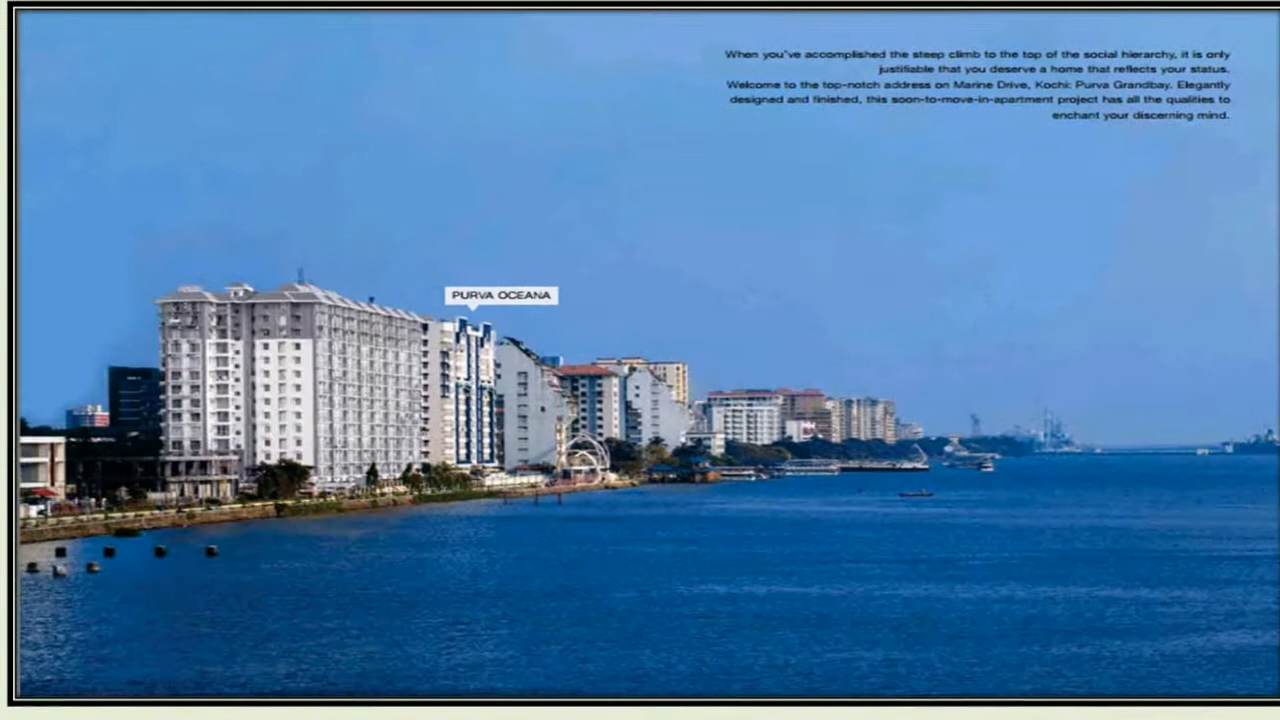 When you've accomplished the steep climb to the top of the social hierarchy, it is only
justifiable that you deserve a home that reflects your status.
Welcome to the top-notch address on Marine Drive, Kochi: Purva Grandbay. Elegantly
designed and finished, this soon-to-move-in-apartment project has all the qualities to
enchant your discerning mind.
PURVA OCEANA